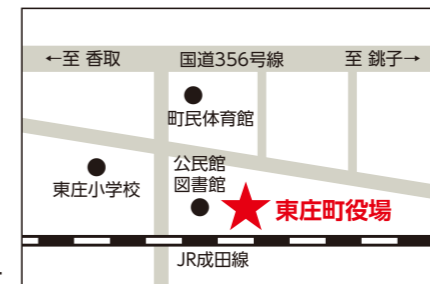 ←至 香取 国道356号線 至 銚子→
町民体育館
公民館
図書館
東庄小学校
東庄町役場
JR成田線